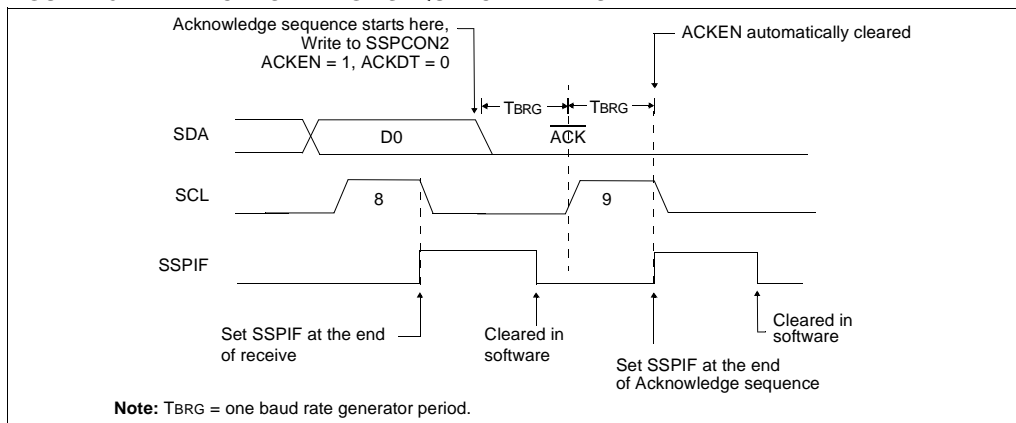 Acknowledge sequence starts here,
Write to SSPCON2
ACKEN = 1, ACKDT = 0
ACKEN automatically cleared
TBRG
TBRG
SDA
D0
ACK
SCL
8
9
SSPIF
Set SSPIF at the end
of receive
Cleared in
software
Set SSPIF at the end
of Acknowledge sequence
Cleared in
software
Note: TBRG = one baud rate generator period.